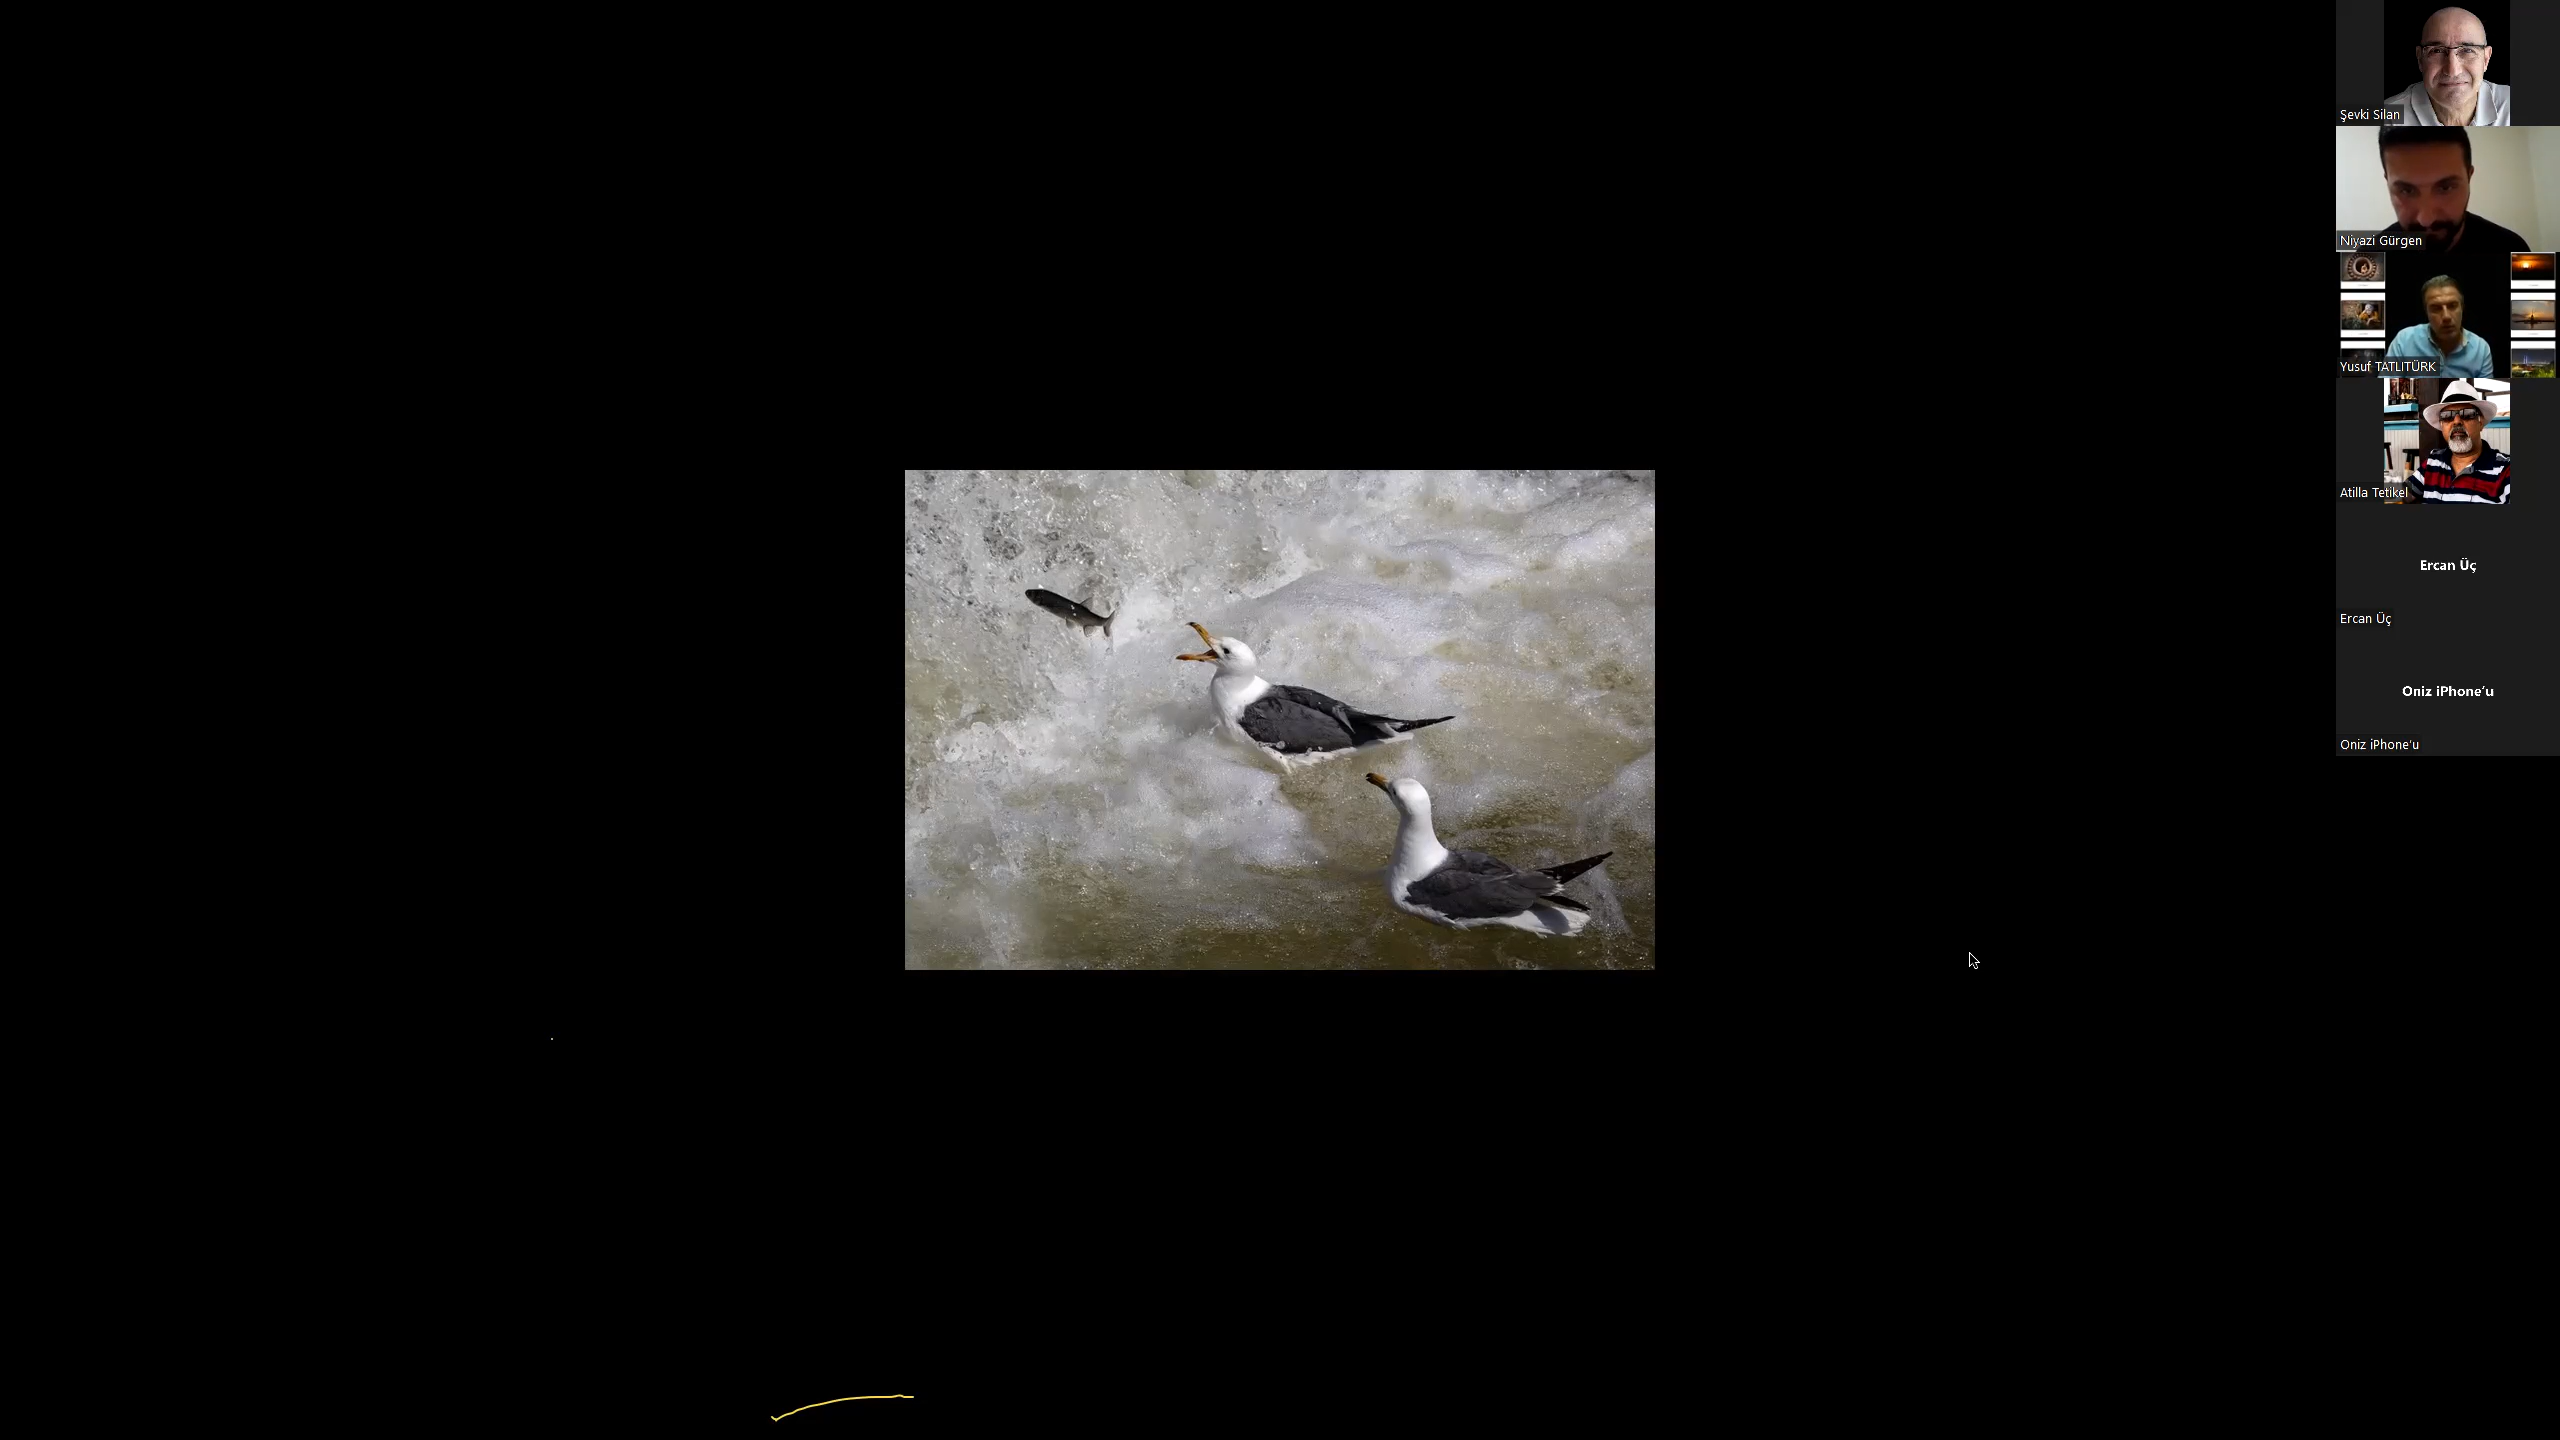 Şevki Silan
Niyazi Gürgen
Yusuf TATLITÜRK
Atilla Tetikel
Ercan Üç
Ercan Üç
Oniz iPhone'u
Oniz iPhone'u